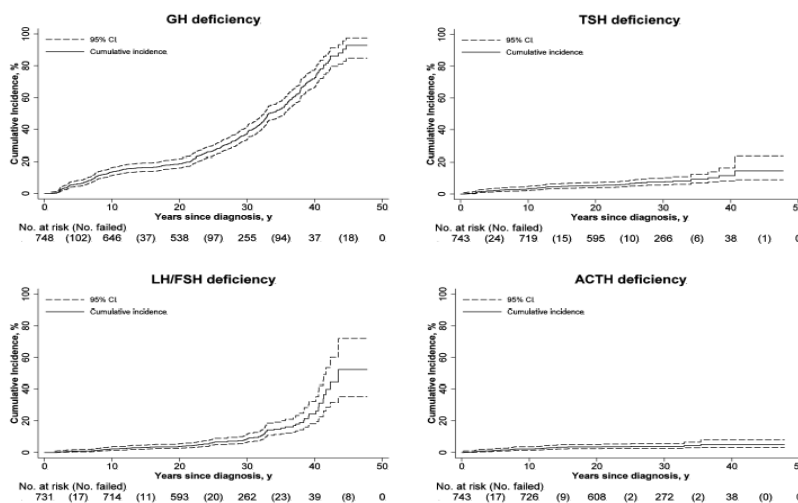 GH deficiency
95% CI
Cumulative incidence
Cumulative Incidence, %
100
80
60
40
20
0
0 10 20 30 40 50
Years since diagnosis, y
No. at risk (No. failed)
748 (102) 646 (37) 538 (97) 255 (94) 37 (18) 0
TSH deficiency
95% CI
Cumulative incidence
Cumulative Incidence, %
100
80
60
40
20
0
0 10 20 30 40 50
Years since diagnosis, y
No. at risk (No. failed)
743 (24) 719 (15) 595 (10) 266 (6) 38 (1) 0
LH/FSH deficiency
95% CI
Cumulative incidence
Cumulative Incidence, %
100
80
60
40
20
0
0 10 20 30 40 50
Years since diagnosis, y
No. at risk (No. failed)
731 (17) 714 (11) 593 (20) 262 (23) 39 (8) 0
ACTH deficiency
95% CI
Cumulative incidence
Cumulative Incidence, %
100
80
60
40
20
0
0 10 20 30 40 50
Years since diagnosis, y
No. at risk (No. failed)
743 (17) 726 (9) 608 (2) 272 (2) 38 (0) 0